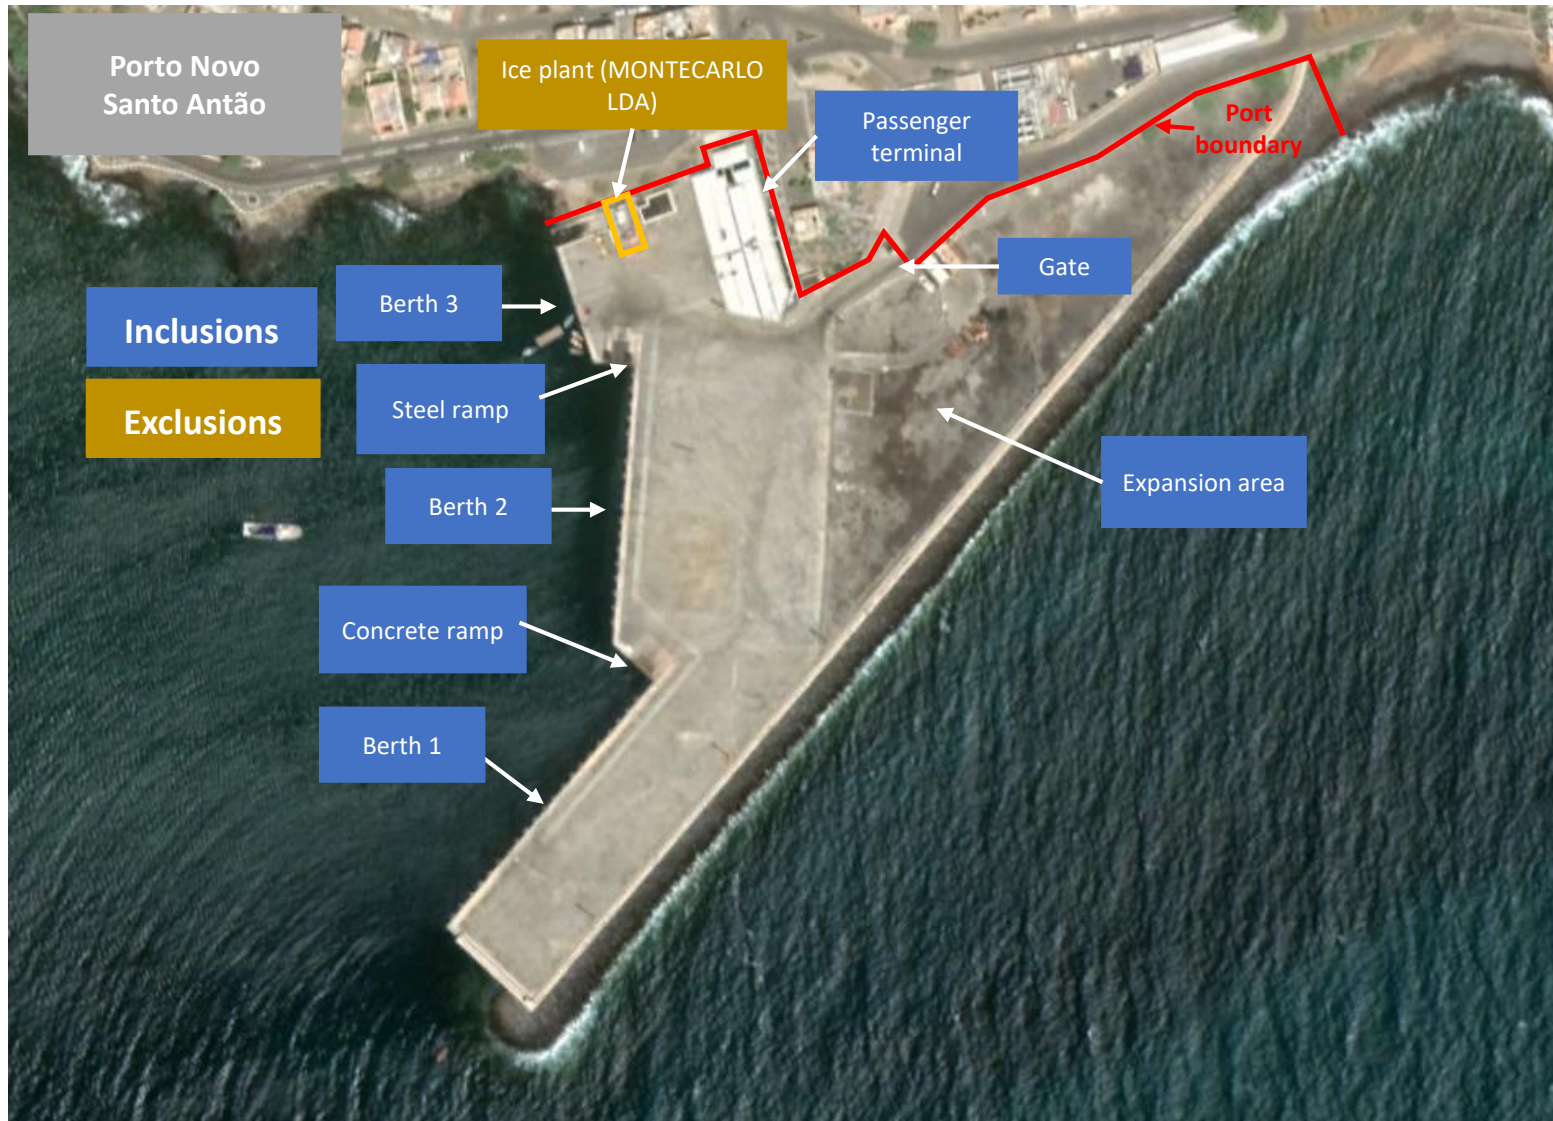 Porto Novo
Santo Antão
Ice plant (MONTECARLO
LDA)
Passenger
terminal
Port
boundary
Gate
Berth 3
Inclusions
Steel ramp
Exclusions
Expansion area
Berth 2
Concrete ramp
Berth 1